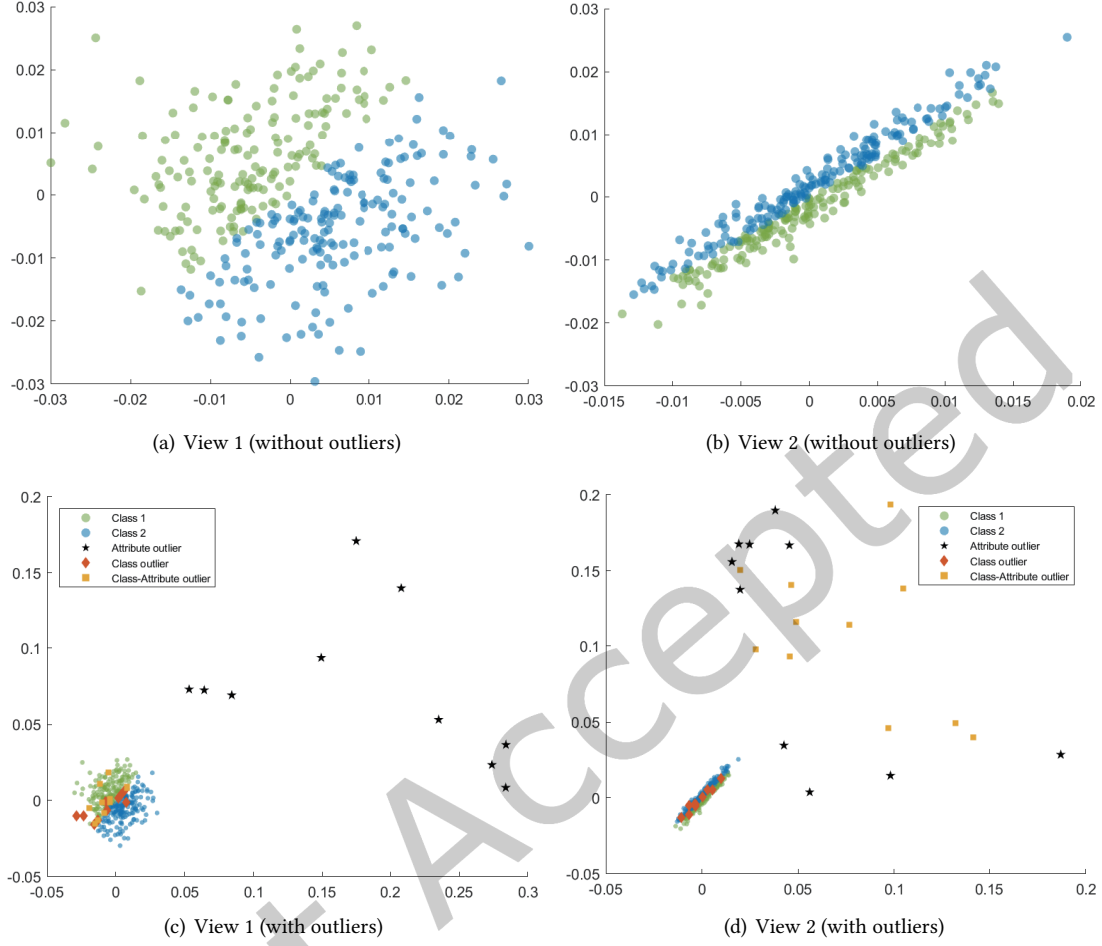 0.03
0.02
0.01
0
-0.01
-0.02
-0.03
-0.03 -0.02 -0.01 0 0.01 0.02 0.03
(a) View 1 (without outliers)
0.03
0.02
0.01
0
-0.01
-0.02
-0.03
-0.015 -0.01 -0.005 0 0.005 0.01 0.015 0.02
(b) View 2 (without outliers)
0.2
0.15
0.1
0.05
0
-0.05
-0.05 0 0.05 0.1 0.15 0.2 0.25 0.3
Class 1
Class 2
Attribute outlier
Class outlier
Class-Attribute outlier
(c) View 1 (with outliers)
0.2
0.15
0.1
0.05
0
-0.05
-0.05 0 0.05 0.1 0.15 0.2
Class 1
Class 2
Attribute outlier
Class outlier
Class-Attribute outlier
(d) View 2 (with outliers)
t Accepted